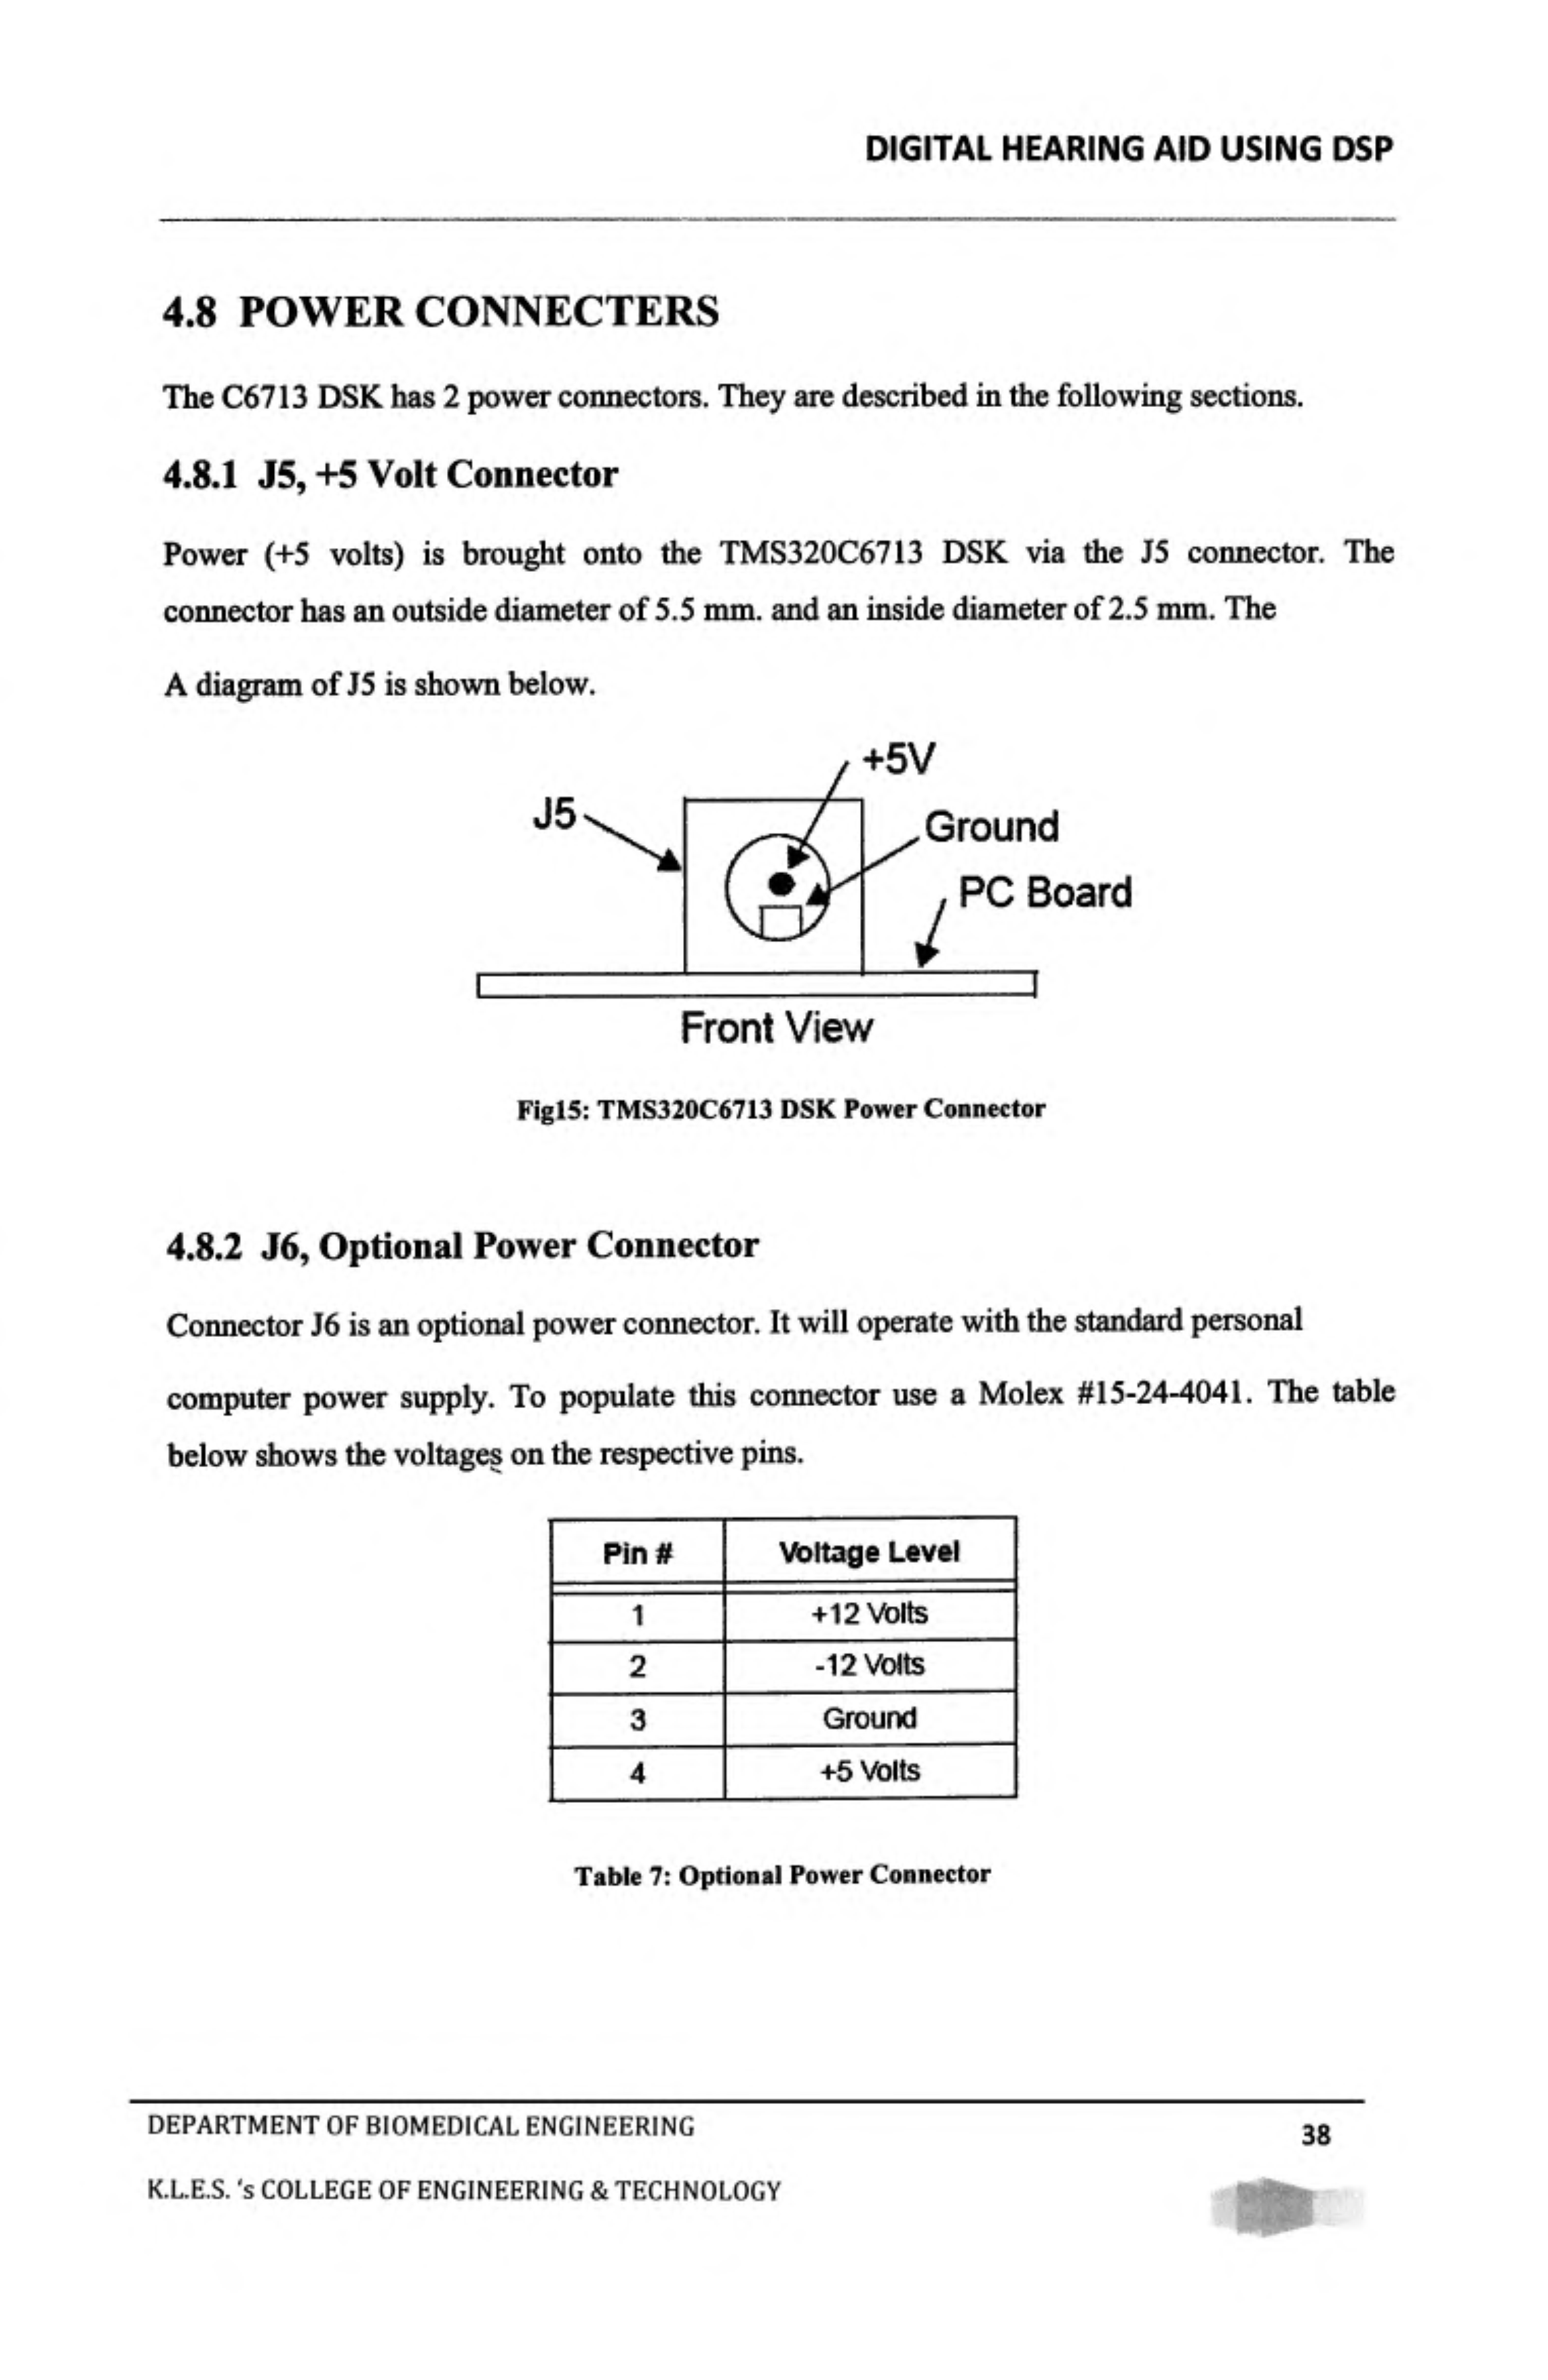 DIGITAL HEARING AID USING DSP
4.8 POWER CONNECTERS
The C6713 DSK has 2 power connectors. They are described in the following sections.
4.8.1 J5, +5 Volt Connector
Power (+5 volts) is brought onto the TMS320C6713 DSK via the J5 connector. The
connector has an outside diameter of 5.5 mm. and an inside diameter of 2.5 mm. The
A diagram of J5 is shown below.
+5V
J5
Ground
PC Board
Front View
Fig15: TMS320C6713 DSK Power Connector
4.8.2 J6, Optional Power Connector
Connector J6 is an optional power connector. It will operate with the standard personal
computer power supply. To populate this connector use a Molex #15-24-4041. The table
below shows the voltages on the respective pins.
Pin # Voltage Level
1 +12 Volts
2 -12 Volts
3 Ground
4 +5 Volts
Table 7: Optional Power Connector
DEPARTMENT OF BIOMEDICAL ENGINEERING
38
K.L.E.S. 's COLLEGE OF ENGINEERING & TECHNOLOGY